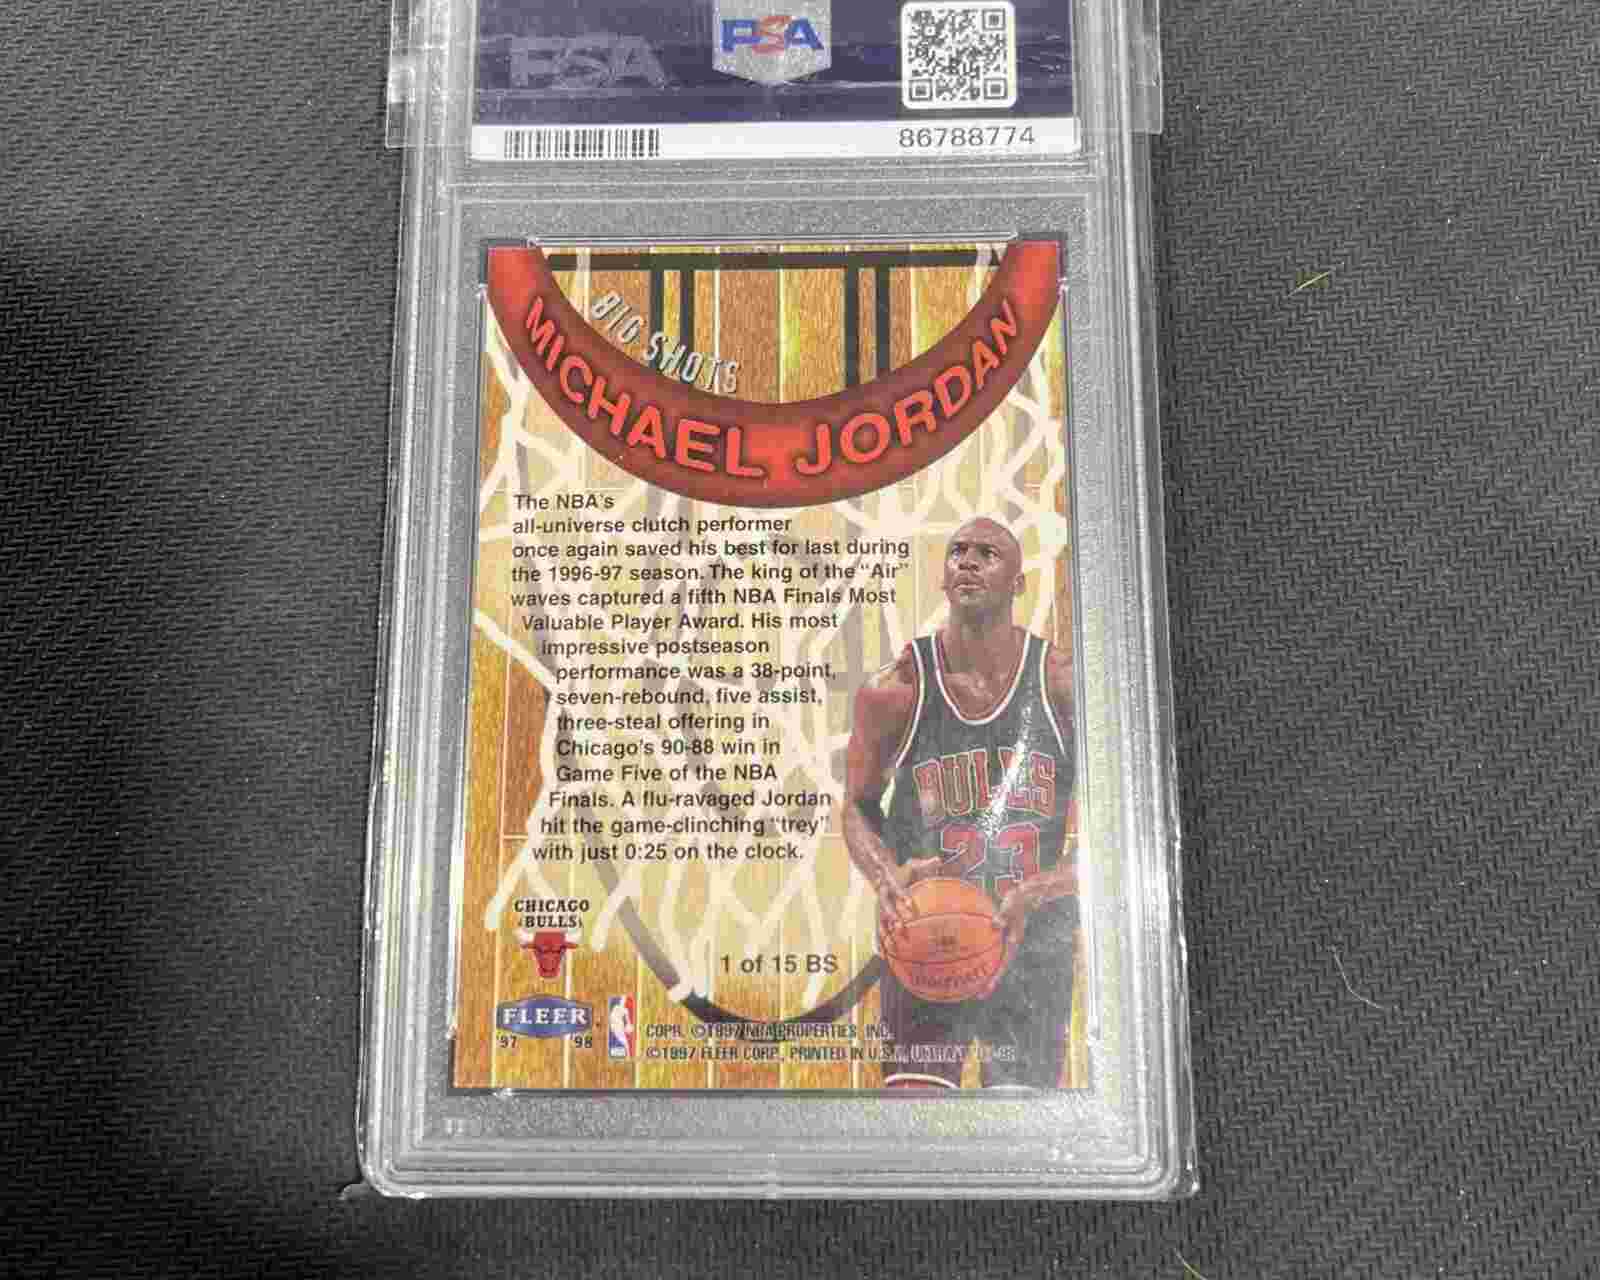 PSA
PSA
86788774
BIG SHOTS
MICHAEL JORDAN
The NBA's
all-universe clutch performer
once again saved his best for last during
the 1996-97 season. The king of the "Air"
waves captured a fifth NBA Finals Most
Valuable Player Award. His most
impressive postseason
performance was a 38-point,
seven-rebound, five assist,
three-steal offering in
Chicago's 90-88 win in
Game Five of the NBA
Finals. A flu-ravaged Jordan
hit the game-clinching "trey"
with just 0:25 on the clock.
BULLS
23
CHICAGO
BULLS
1 of 15 BS
FLEER
'97 98
COPR. ©1997 NBA PROPERTIES, INC.
©1997 FLEER CORP., PRINTED IN U.S.A.